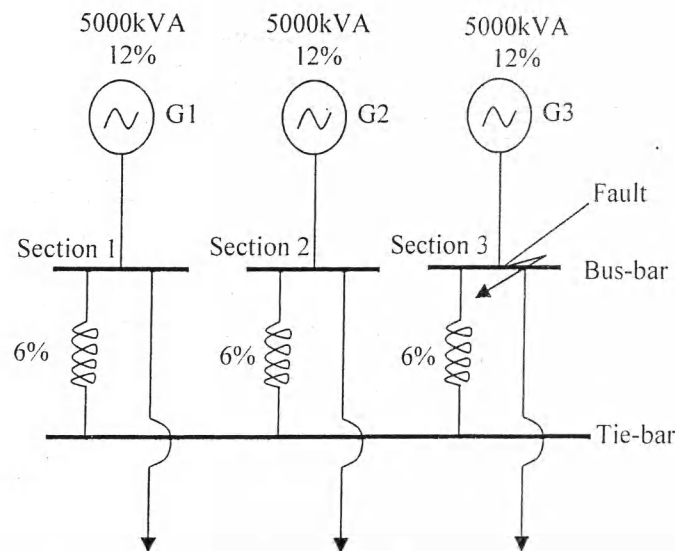 5000kVA 5000kVA 5000kVA
12% 12% 12%
G1 G2 G3
Fault
Section 1 Section 2 Section 3
Bus-bar
6% 6% 6%
Tie-bar